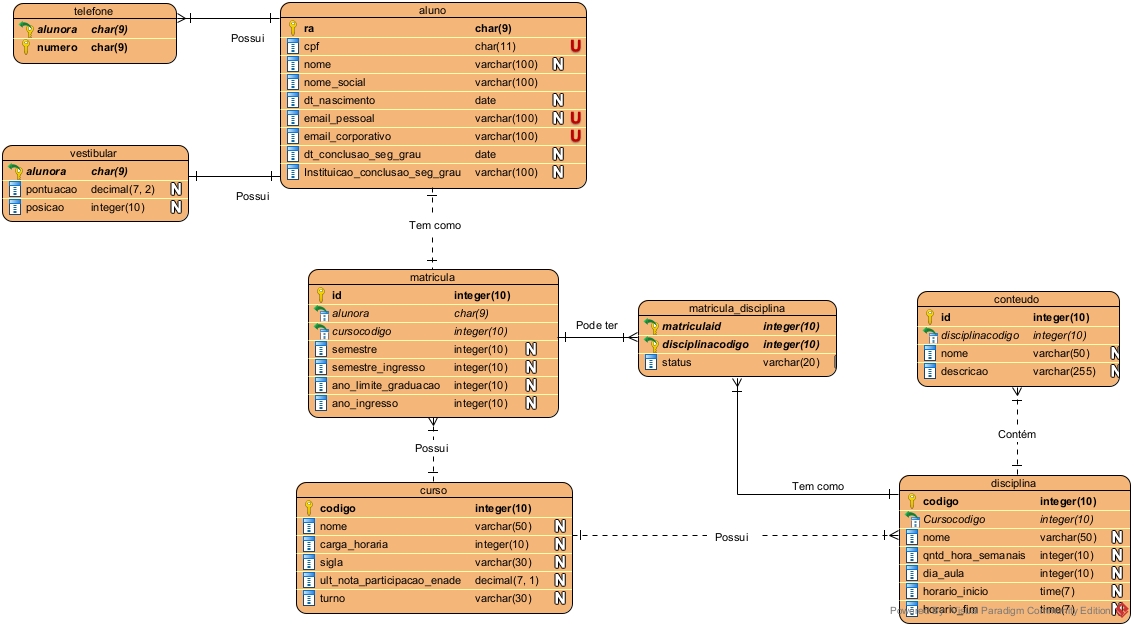 telefone
alunora char(9)
numero char(9)
Possui
aluno
ra char(9)
cpf char(11) U
nome varchar(100) N
nome_social varchar(100)
dt_nascimento date N
email_pessoal varchar(100) N U
email_corporativo varchar(100) U
dt_conclusao_seg_grau date N
Instituicao_conclusao_seg_grau varchar(100) N
vestibular
alunora char(9)
pontuacao decimal(7, 2) N
posicao integer(10) N
Possui
Tem como
matricula
id integer(10)
alunora char(9)
cursocodigo integer(10)
semestre integer(10) N
semestre_ingresso integer(10) N
ano_limite_graduacao integer(10) N
ano_ingresso integer(10) N
Pode ter
matricula_disciplina
matriculaid integer(10)
disciplinacodigo integer(10)
status varchar(20)
conteudo
id integer(10)
disciplinacodigo integer(10)
nome varchar(50) N
descricao varchar(255) N
Contém
Possui
curso
codigo integer(10)
nome varchar(50) N
carga_horaria integer(10) N
sigla varchar(30) N
ult_nota_participacao_enade decimal(7, 1) N
turno varchar(30) N
Tem como
Possui
disciplina
codigo integer(10)
Cursocodigo integer(10)
nome varchar(50) N
qntd_hora_semanais integer(10) N
dia_aula integer(10) N
horario_inicio time(7) N
horario_fim time(7) N
Powered By Visual Paradigm Community Edition